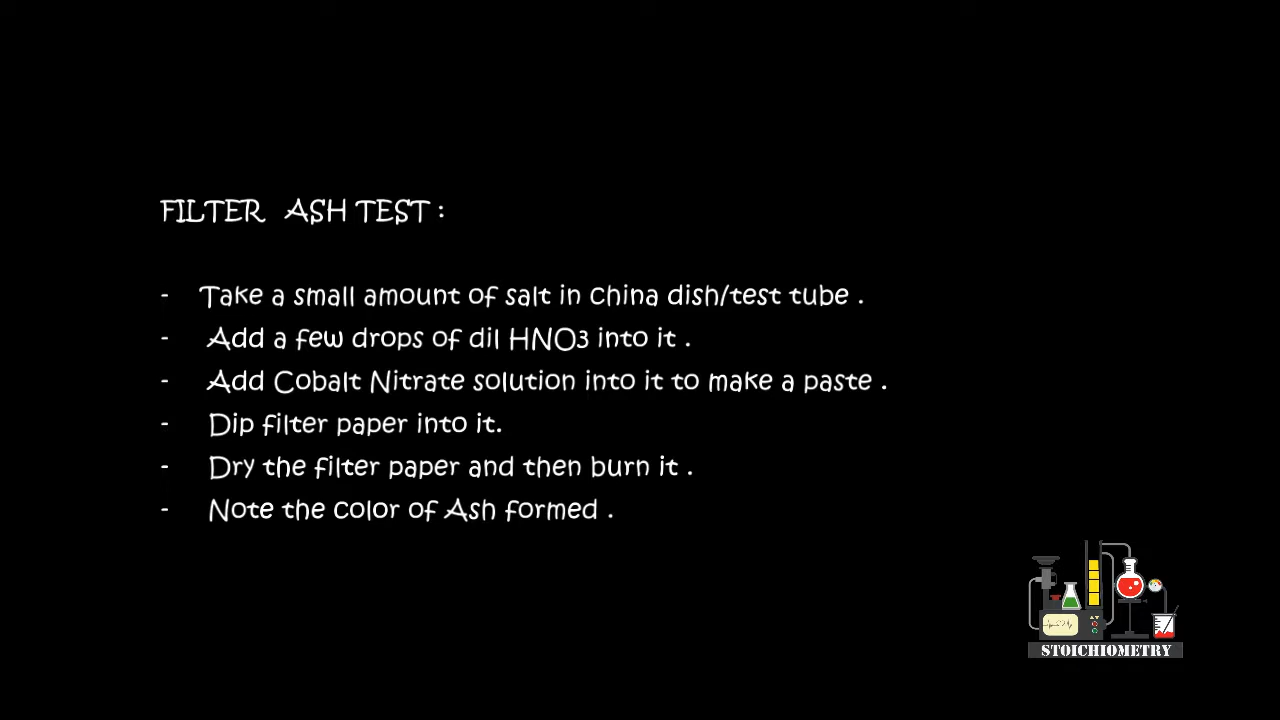 FILTER ASH TEST :
- Take a small amount of salt in china dish/test tube .
- Add a few drops of dil HNO3 into it .
- Add Cobalt Nitrate solution into it to make a paste .
- Dip filter paper into it.
- Dry the filter paper and then burn it .
- Note the color of Ash formed .
STOICHIOMETRY